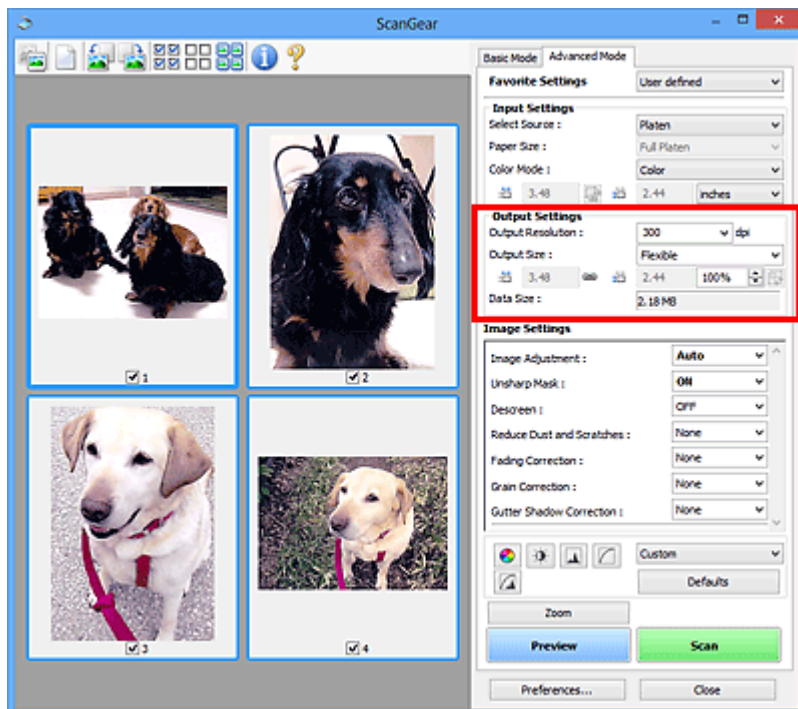 ScanGear
Basic Mode Advanced Mode
Favorite Settings User defined
Input Settings
Select Source : Platen
Paper Size : Full Platen
Color Mode : Color
3.48 2.44 inches
Output Settings
Output Resolution : 300 dpi
Output Size : Flexible
3.48 2.44 100%
Data Size : 2.18 MB
Image Settings
Image Adjustment : Auto
Unsharp Mask : ON
Descreen : OFF
Reduce Dust and Scratches : None
Fading Correction : None
Grain Correction : None
Gutter Shadow Correction : None
Custom
Defaults
Zoom
Preview Scan
Preferences... Close
1
2
3
4